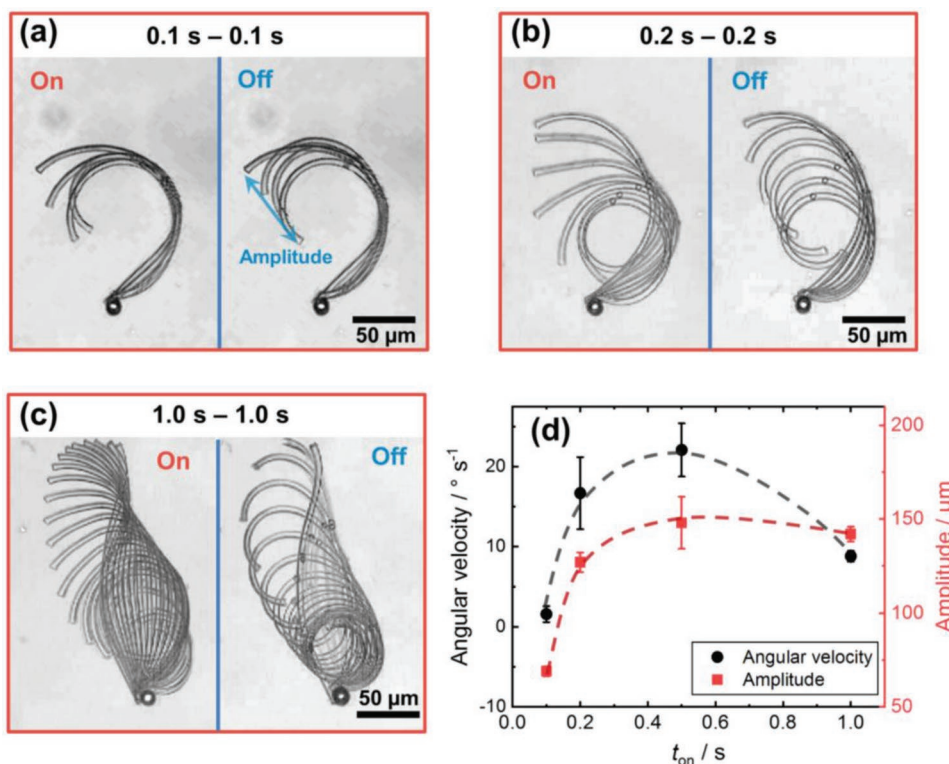 (a) 0.1 s – 0.1 s
On Off
Amplitude
50 µm
(b) 0.2 s – 0.2 s
On Off
50 µm
(c) 1.0 s – 1.0 s
On Off
50 µm
(d)
Angular velocity / ° s⁻¹
20
10
0
-10
Amplitude / µm
200
150
100
50
Angular velocity
Amplitude
0.0 0.2 0.4 0.6 0.8 1.0
ton / s